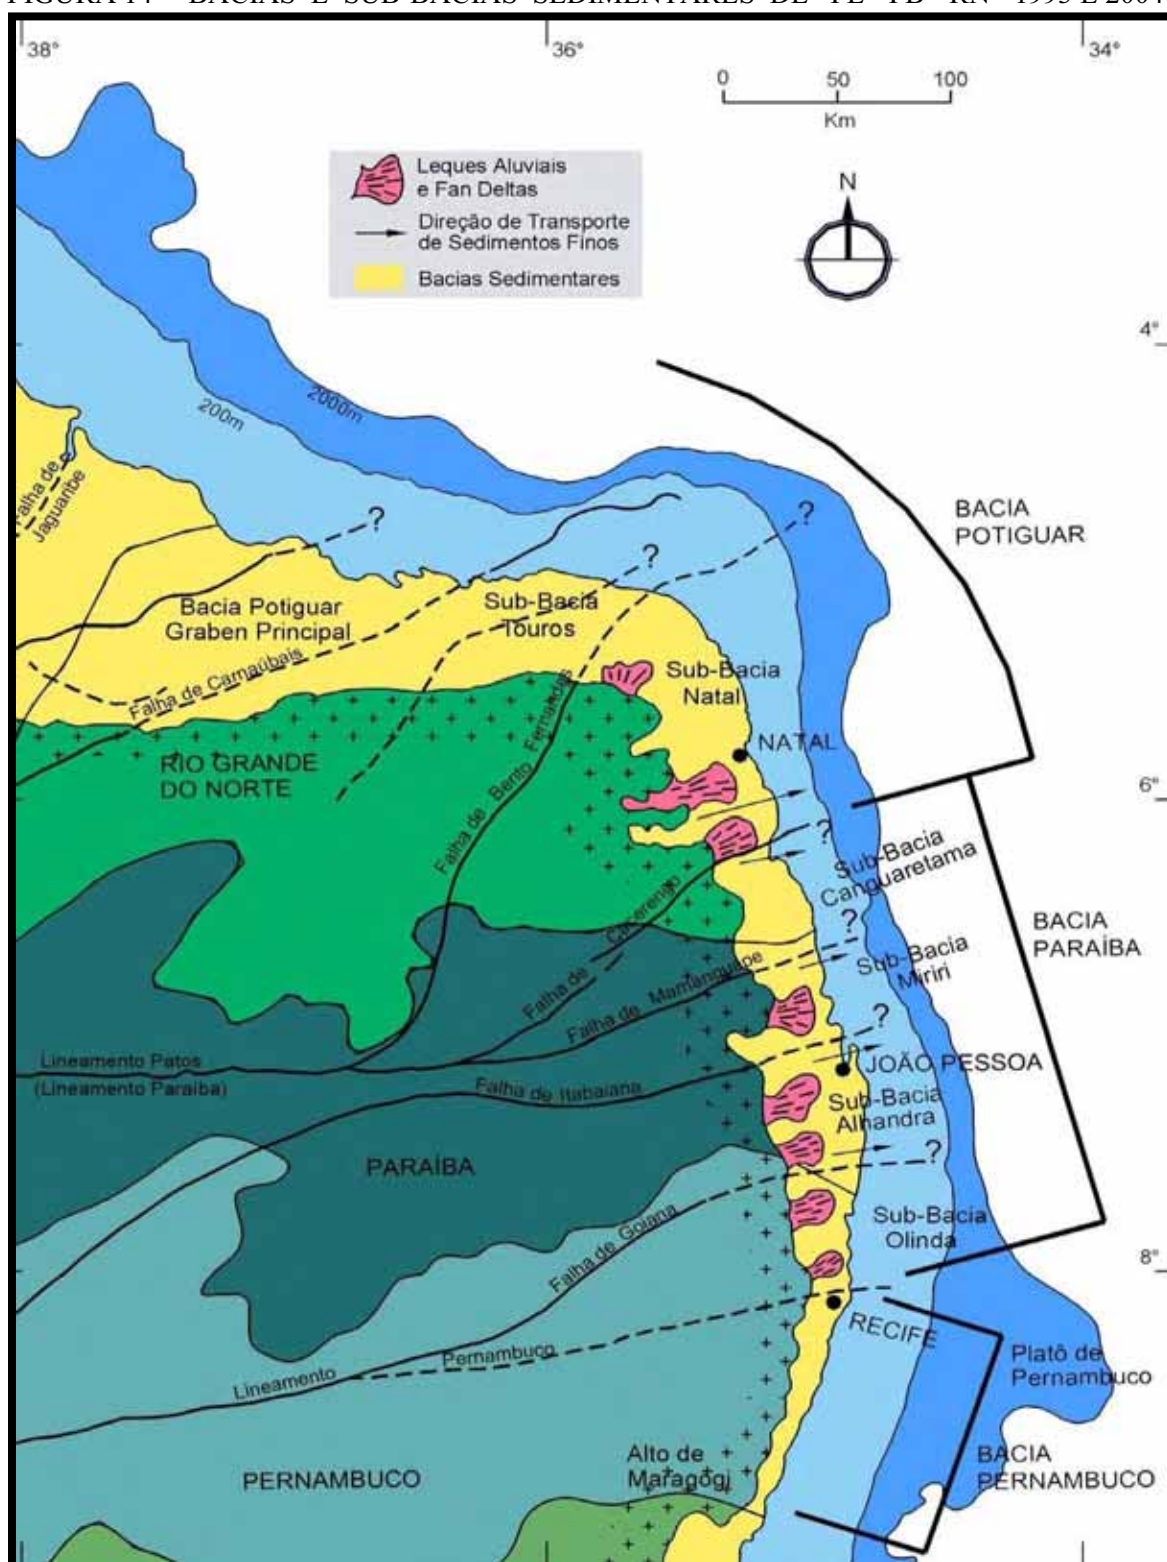 FIGURA 14 – BACIAS E SUB-BACIAS SEDIMENTARES DE PE PB RN 1995 E 2004
38°
36°
34°
0 50 100
Km
Leques Aluviais
e Fan Deltas
Direção de Transporte
de Sedimentos Finos
Bacias Sedimentares
N
4°
200m
2000m
Falha de
Jaguaribe
?
?
?
BACIA
POTIGUAR
Bacia Potiguar
Graben Principal
Sub-Bacia
Touros
Falha de Carnaúbais
Sub-Bacia
Natal
NATAL
RIO GRANDE
DO NORTE
Falha de Bento Fernandes
6°
?
Sub-Bacia
Canguaretama
Falha de Cacerengo
?
BACIA
PARAÍBA
Sub-Bacia
Miriri
Falha de Mamanguape
?
Lineamento Patos
(Lineamento Paraiba)
JOÃO PESSOA
Falha de Itabaiana
Sub-Bacia
Alhandra
?
PARAÍBA
Falha de Goiana
Sub-Bacia
Olinda
8°
RECIFE
Lineamento Pernambuco
Platô de
Pernambuco
Alto de
Maragogi
PERNAMBUCO
BACIA
PERNAMBUCO